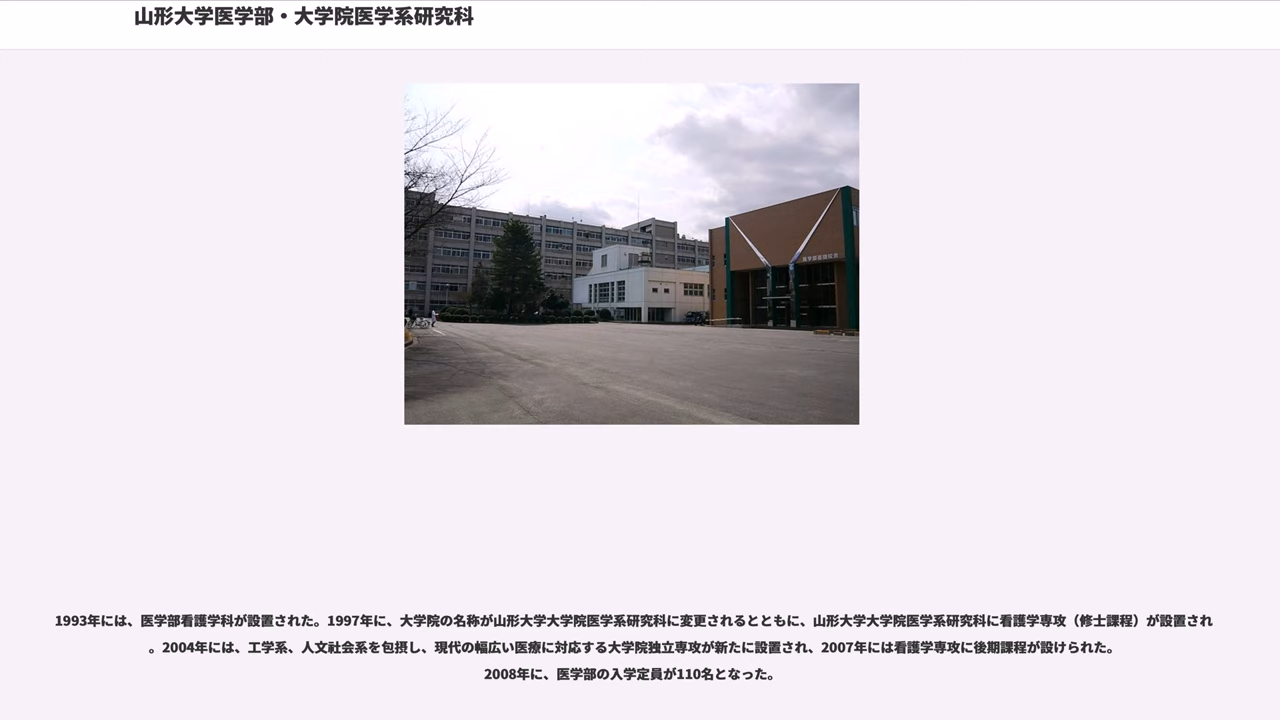 山形大学医学部・大学院医学系研究科
1993年には、医学部看護学科が設置された。1997年に、大学院の名称が山形大学大学院医学系研究科に変更されるとともに、山形大学大学院医学系研究科に看護学専攻（修士課程）が設置され
。2004年には、工学系、人文社会系を包摂し、現代の幅広い医療に対応する大学院独立専攻が新たに設置され、2007年には看護学専攻に後期課程が設けられた。
2008年に、医学部の入学定員が110名となった。